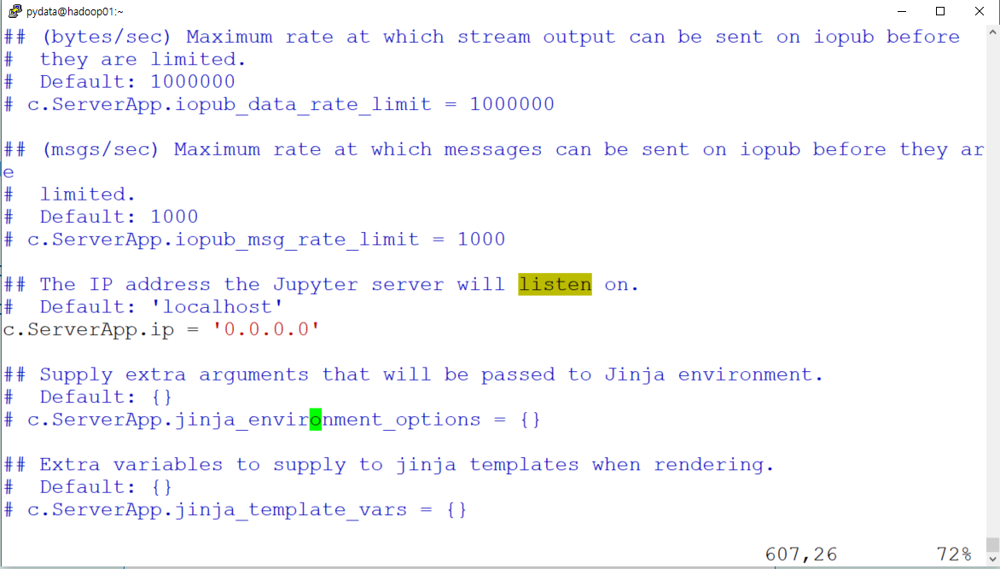 pydata@hadoop01:~
## (bytes/sec) Maximum rate at which stream output can be sent on iopub before
#  they are limited.
#  Default: 1000000
# c.ServerApp.iopub_data_rate_limit = 1000000
## (msgs/sec) Maximum rate at which messages can be sent on iopub before they ar
e
#  limited.
#  Default: 1000
# c.ServerApp.iopub_msg_rate_limit = 1000
## The IP address the Jupyter server will listen on.
#  Default: 'localhost'
c.ServerApp.ip = '0.0.0.0'
## Supply extra arguments that will be passed to Jinja environment.
#  Default: {}
# c.ServerApp.jinja_environment_options = {}
## Extra variables to supply to jinja templates when rendering.
#  Default: {}
# c.ServerApp.jinja_template_vars = {}
607,26 72%